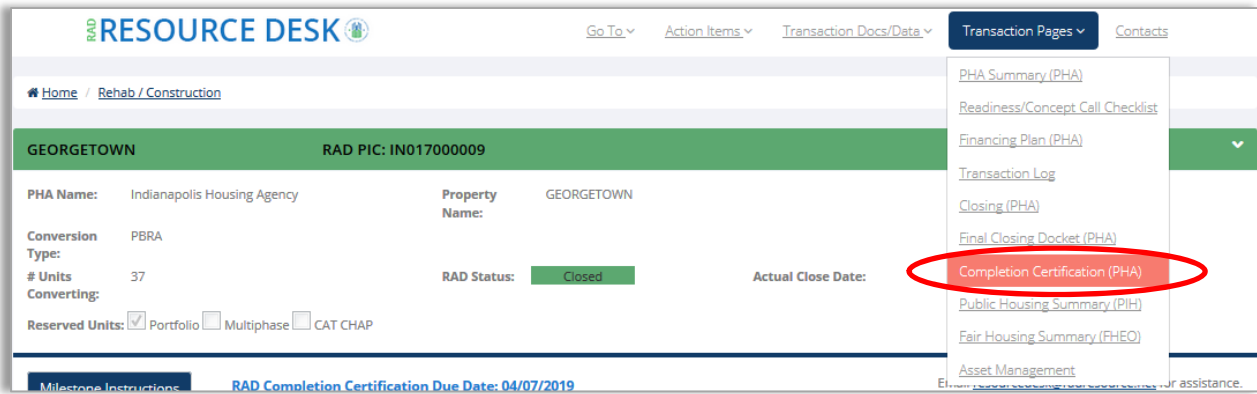 RAD RESOURCE DESK
Go To Action Items Transaction Docs/Data Transaction Pages Contacts
PHA Summary (PHA)
Readiness/Concept Call Checklist
Financing Plan (PHA)
Transaction Log
Closing (PHA)
Final Closing Docket (PHA)
Completion Certification (PHA)
Public Housing Summary (PIH)
Fair Housing Summary (FHEO)
Asset Management
Home / Rehab / Construction
GEORGETOWN RAD PIC: IN017000009
PHA Name: Indianapolis Housing Agency Property Name: GEORGETOWN
Conversion Type: PBRA
# Units Converting: 37 RAD Status: Closed Actual Close Date:
Reserved Units: Portfolio Multiphase CAT CHAP
Milestone Instructions RAD Completion Certification Due Date: 04/07/2019 resourcedesk@radresource.net for assistance.